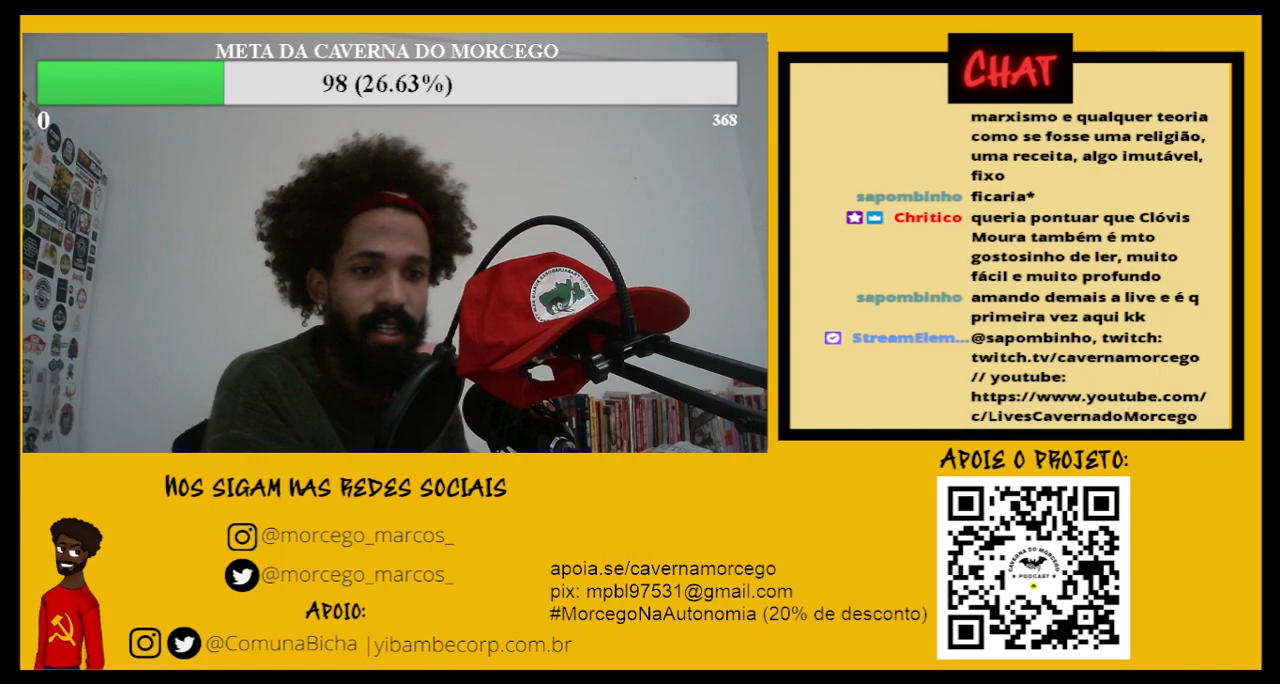 META DA CAVERNA DO MORCEGO
98 (26.63%)
0
368
CHAT
marxismo e qualquer teoria
como se fosse uma religião,
uma receita, algo imutável,
fixo
sapombinho ficaria*
Chritico queria pontuar que Clóvis
Moura também é mto
gostosinho de ler, muito
fácil e muito profundo
sapombinho amando demais a live e é q
primeira vez aqui kk
StreamElem... @sapombinho, twitch:
twitch.tv/cavernamorcego
// youtube:
https://www.youtube.com/
c/LivesCavernadoMorcego
NOS SIGAM NAS REDES SOCIAIS
@morcego_marcos_
@morcego_marcos_
APOIO:
@ComunaBicha |yibambecorp.com.br
apoia.se/cavernamorcego
pix: mpbl97531@gmail.com
#MorcegoNaAutonomia (20% de desconto)
APOIE O PROJETO:
CAVERNA DO MORCEGO
PODCAST